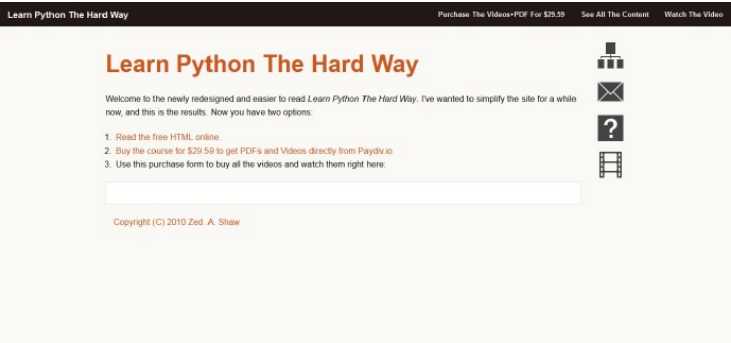 Learn Python The Hard Way
Purchase The Videos+PDF For $29.59 See All The Content Watch The Video
Learn Python The Hard Way
Welcome to the newly redesigned and easier to read Learn Python The Hard Way. I've wanted to simplify the site for a while
now, and this is the results. Now you have two options:
1. Read the free HTML online.
2. Buy the course for $29.59 to get PDFs and Videos directly from Paydiv.io
3. Use this purchase form to buy all the videos and watch them right here:
Copyright (C) 2010 Zed. A. Shaw